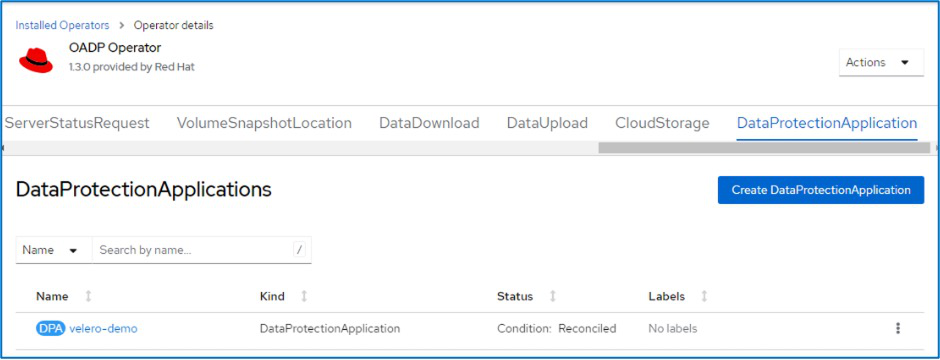 Installed Operators > Operator details
OADP Operator
1.3.0 provided by Red Hat
Actions
ServerStatusRequest VolumeSnapshotLocation DataDownload DataUpload CloudStorage DataProtectionApplication
DataProtectionApplications
Create DataProtectionApplication
Name Search by name... /
Name Kind Status Labels
DPA velero-demo DataProtectionApplication Condition: Reconciled No labels